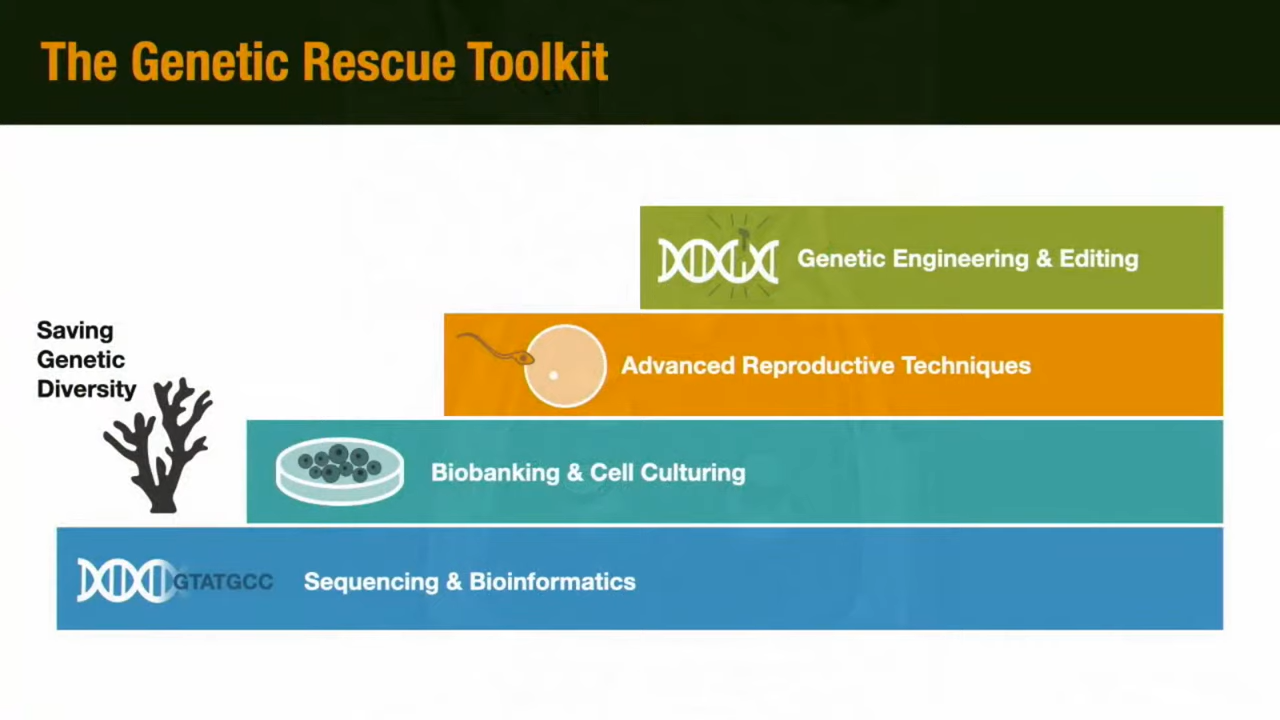 The Genetic Rescue Toolkit
Genetic Engineering & Editing
Saving
Genetic
Diversity
Advanced Reproductive Techniques
Biobanking & Cell Culturing
GTATGCC
Sequencing & Bioinformatics